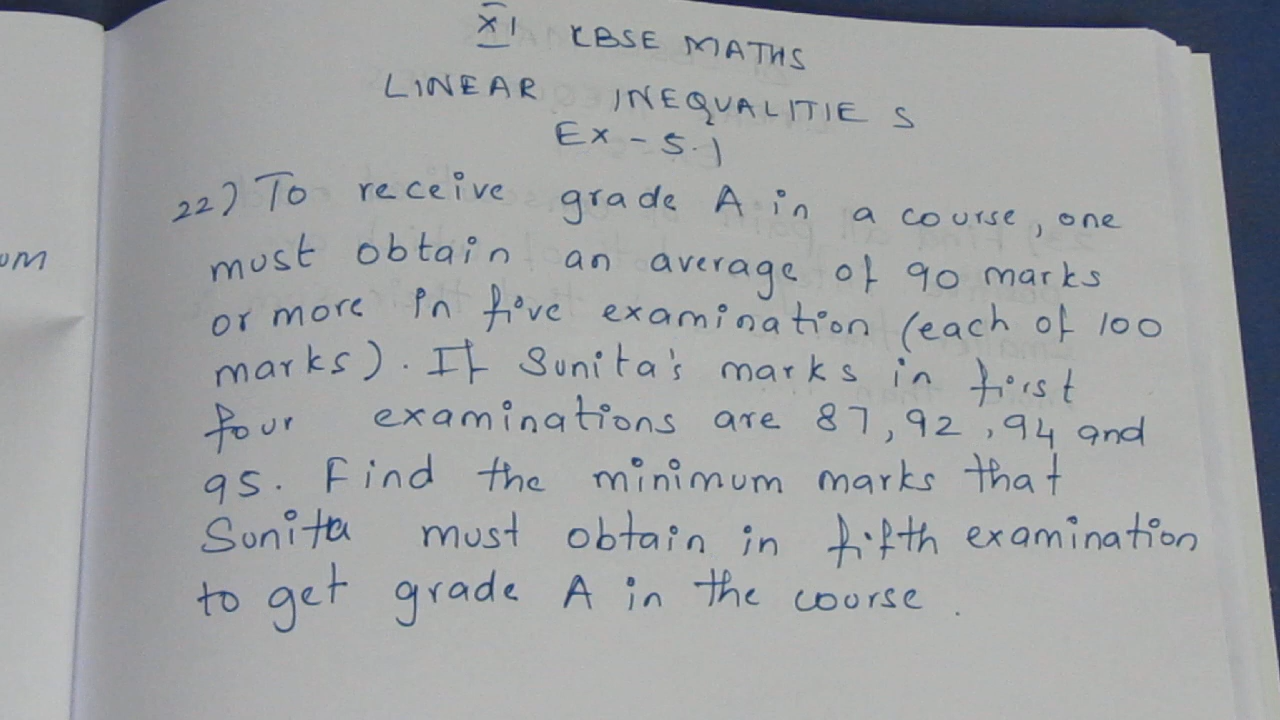 XI CBSE MATHS
LINEAR INEQUALITIES
Ex - 5.1
22) To receive grade A in a course, one
must obtain an average of 90 marks
or more in five examination (each of 100
marks). If Sunita's marks in first
four examinations are 87, 92, 94 and
95. Find the minimum marks that
Sunita must obtain in fifth examination
to get grade A in the course.
um